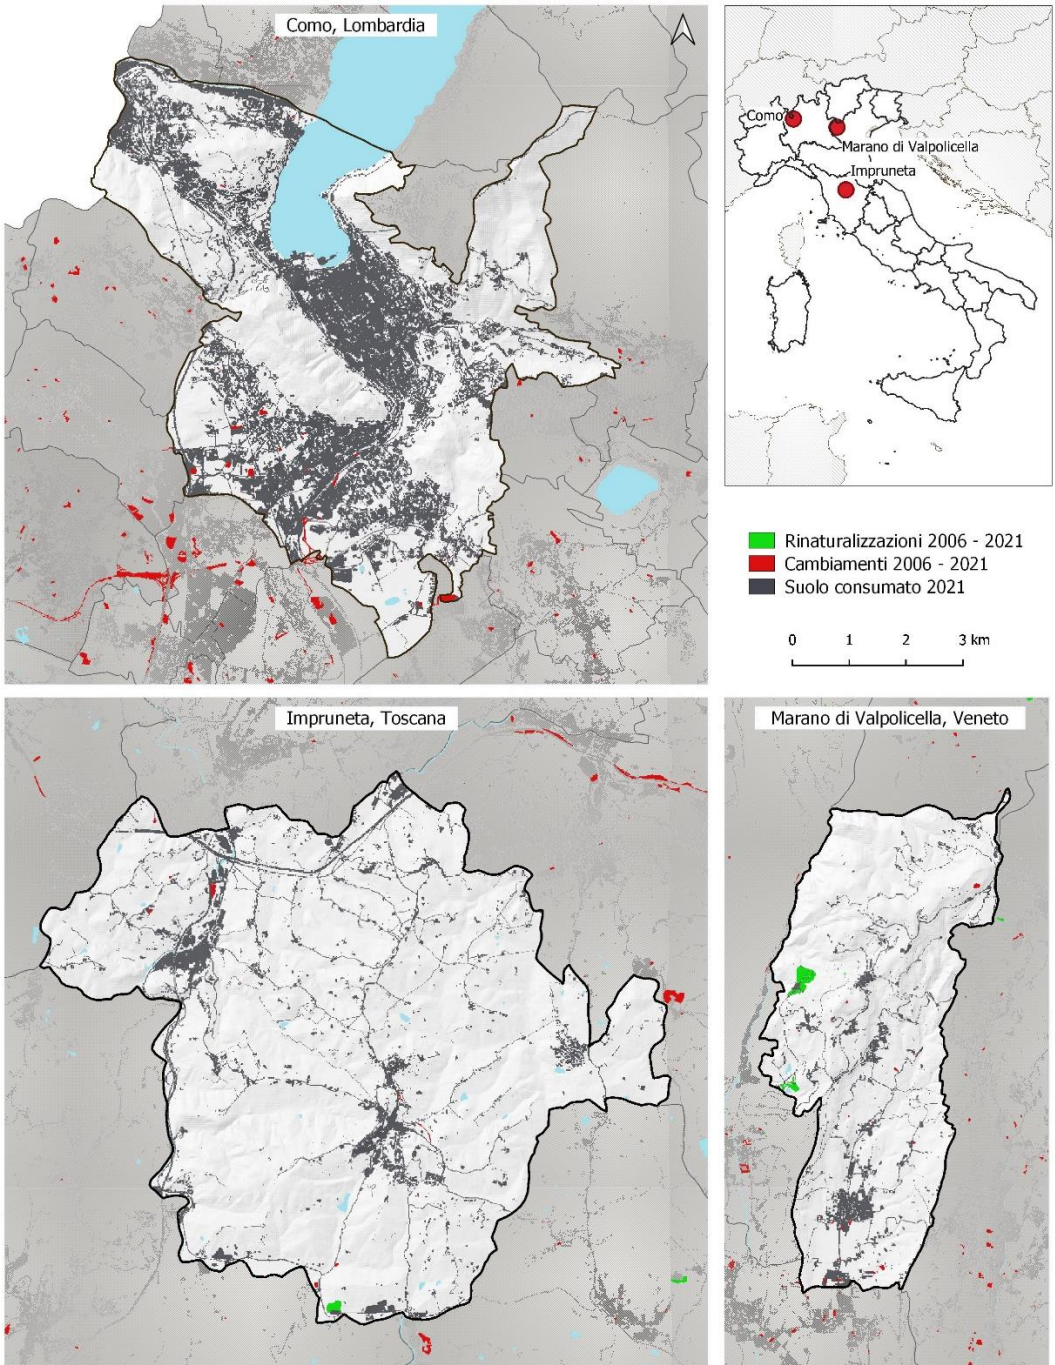 Como, Lombardia
Como
Marano di Valpolicella
Impruneta
Rinaturalizzazioni 2006 - 2021
Cambiamenti 2006 - 2021
Suolo consumato 2021
0 1 2 3 km
Impruneta, Toscana
Marano di Valpolicella, Veneto